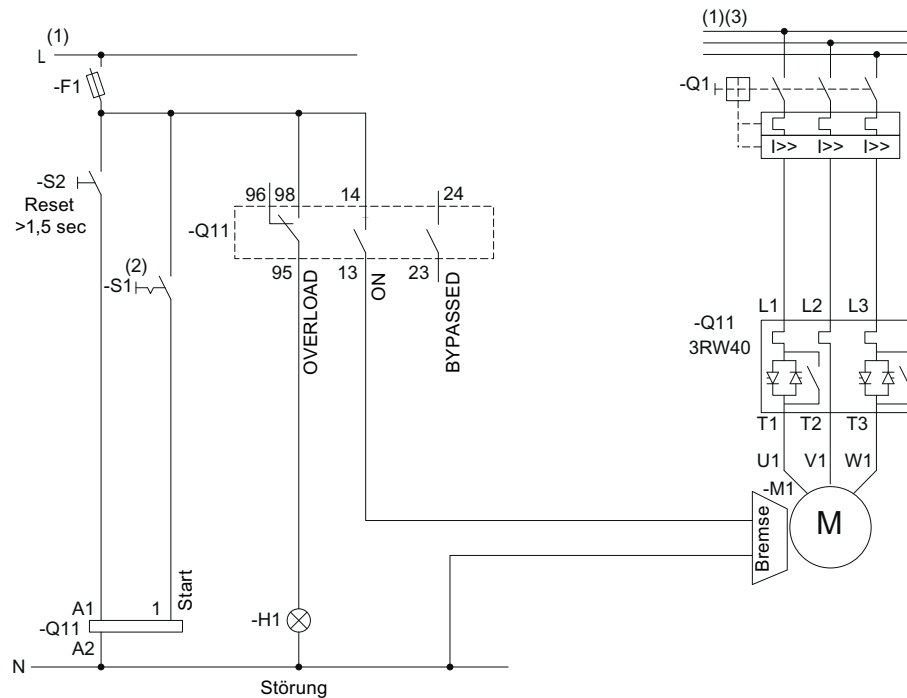 (1)
L
-F1
-S2
Reset
>1,5 sec
(2)
-S1
96 98 14 24
-Q11
95 13 23
OVERLOAD
ON
BYPASSED
A1 1
Start
-Q11
A2
-H1
N
Störung
(1)(3)
-Q1
I>> I>> I>>
L1 L2 L3
-Q11
3RW40
T1 T2 T3
U1 V1 W1
-M1
Bremse
M